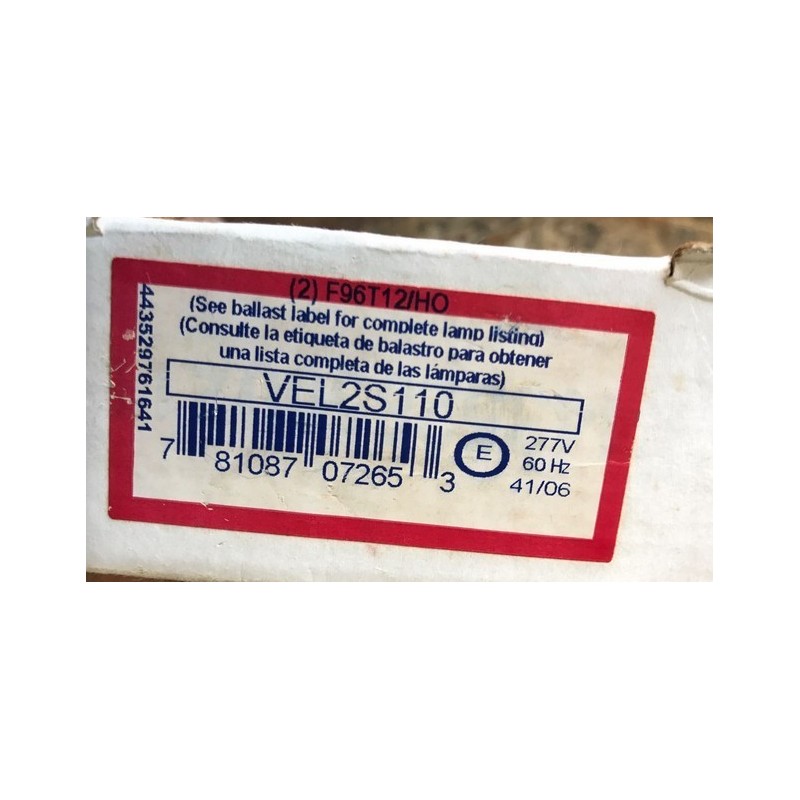 (2) F96T12/HO
(See ballast label for complete lamp listing)
(Consulte la etiqueta de balastro para obtener
una lista completa de las lámparas)
VEL2S110
7 81087 07265 3
E
277V
60 Hz
41/06
443529761641